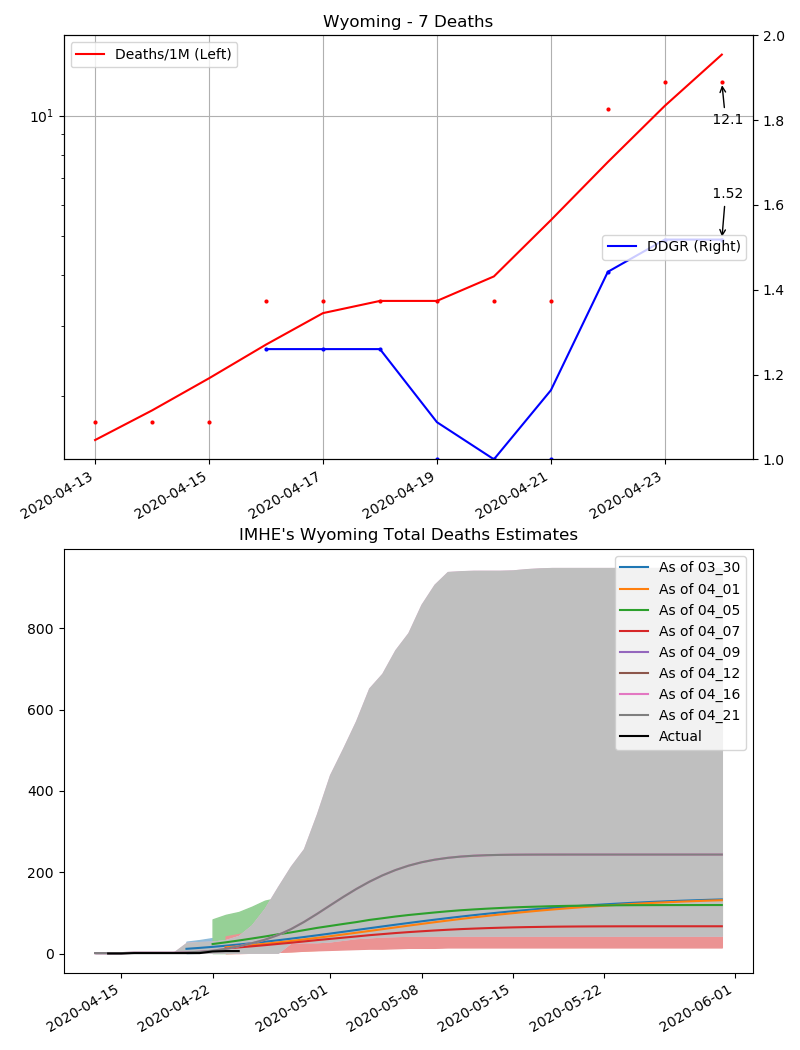 Wyoming - 7 Deaths
Deaths/1M (Left)
10^1
2.0
1.8
1.6
1.4
1.2
1.0
12.1
1.52
DDGR (Right)
2020-04-13
2020-04-15
2020-04-17
2020-04-19
2020-04-21
2020-04-23
IMHE's Wyoming Total Deaths Estimates
800
600
400
200
0
As of 03_30
As of 04_01
As of 04_05
As of 04_07
As of 04_09
As of 04_12
As of 04_16
As of 04_21
Actual
2020-04-15
2020-04-22
2020-05-01
2020-05-08
2020-05-15
2020-05-22
2020-06-01